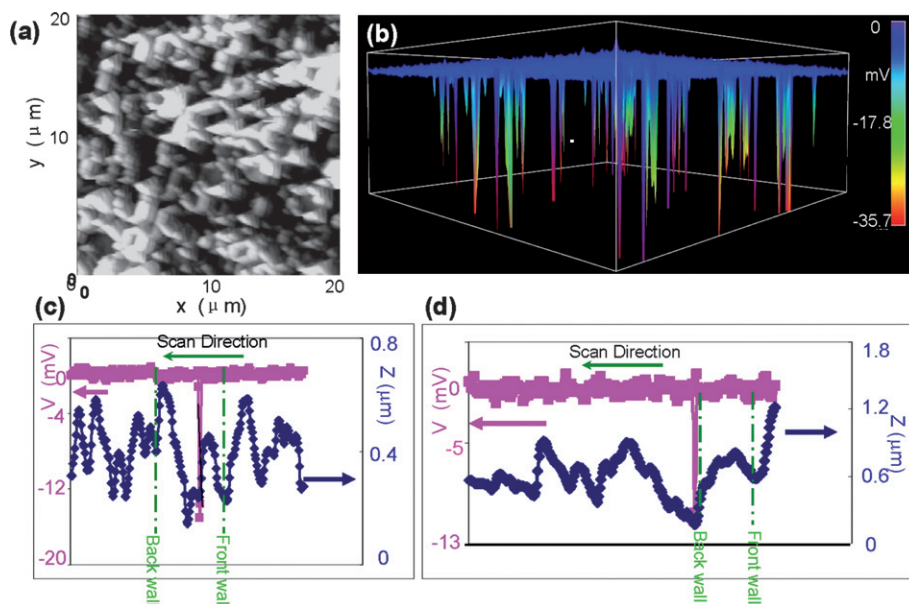 (a)
20
y (μm)
10
0
0
10
20
x (μm)
(b)
0
mV
-17.8
-35.7
(c)
Scan Direction
V (mV)
0
-4
-12
-20
0.8
Z (μm)
0.4
0
Back wall
Front wall
(d)
Scan Direction
V (mV)
0
-5
-13
1.8
Z (μm)
1.2
0.6
0
Back wall
Front wall